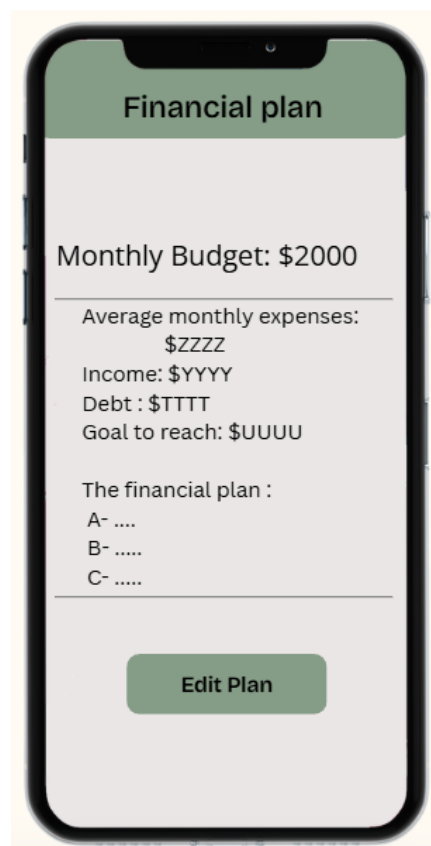 Financial plan
Monthly Budget: $2000
Average monthly expenses:
$ZZZZ
Income: $YYYY
Debt : $TTTT
Goal to reach: $UUUU
The financial plan :
A- ....
B- .....
C- .....
Edit Plan